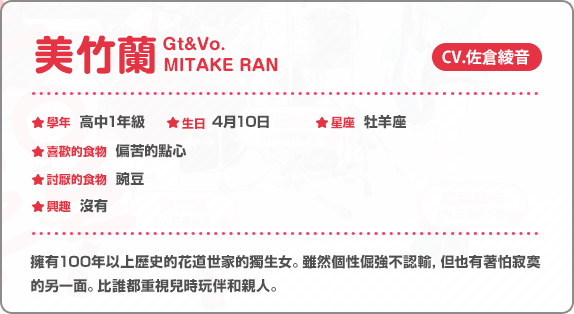 美竹蘭 Gt&Vo. MITAKE RAN CV.佐倉綾音
★學年 高中1年級 ★生日 4月10日 ★星座 牡羊座
★喜歡的食物 偏苦的點心
★討厭的食物 豌豆
★興趣 沒有
擁有100年以上歷史的花道世家的獨生女。雖然個性倔強不認輸，但也有著怕寂寞
的另一面。比誰都重視兒時玩伴和親人。